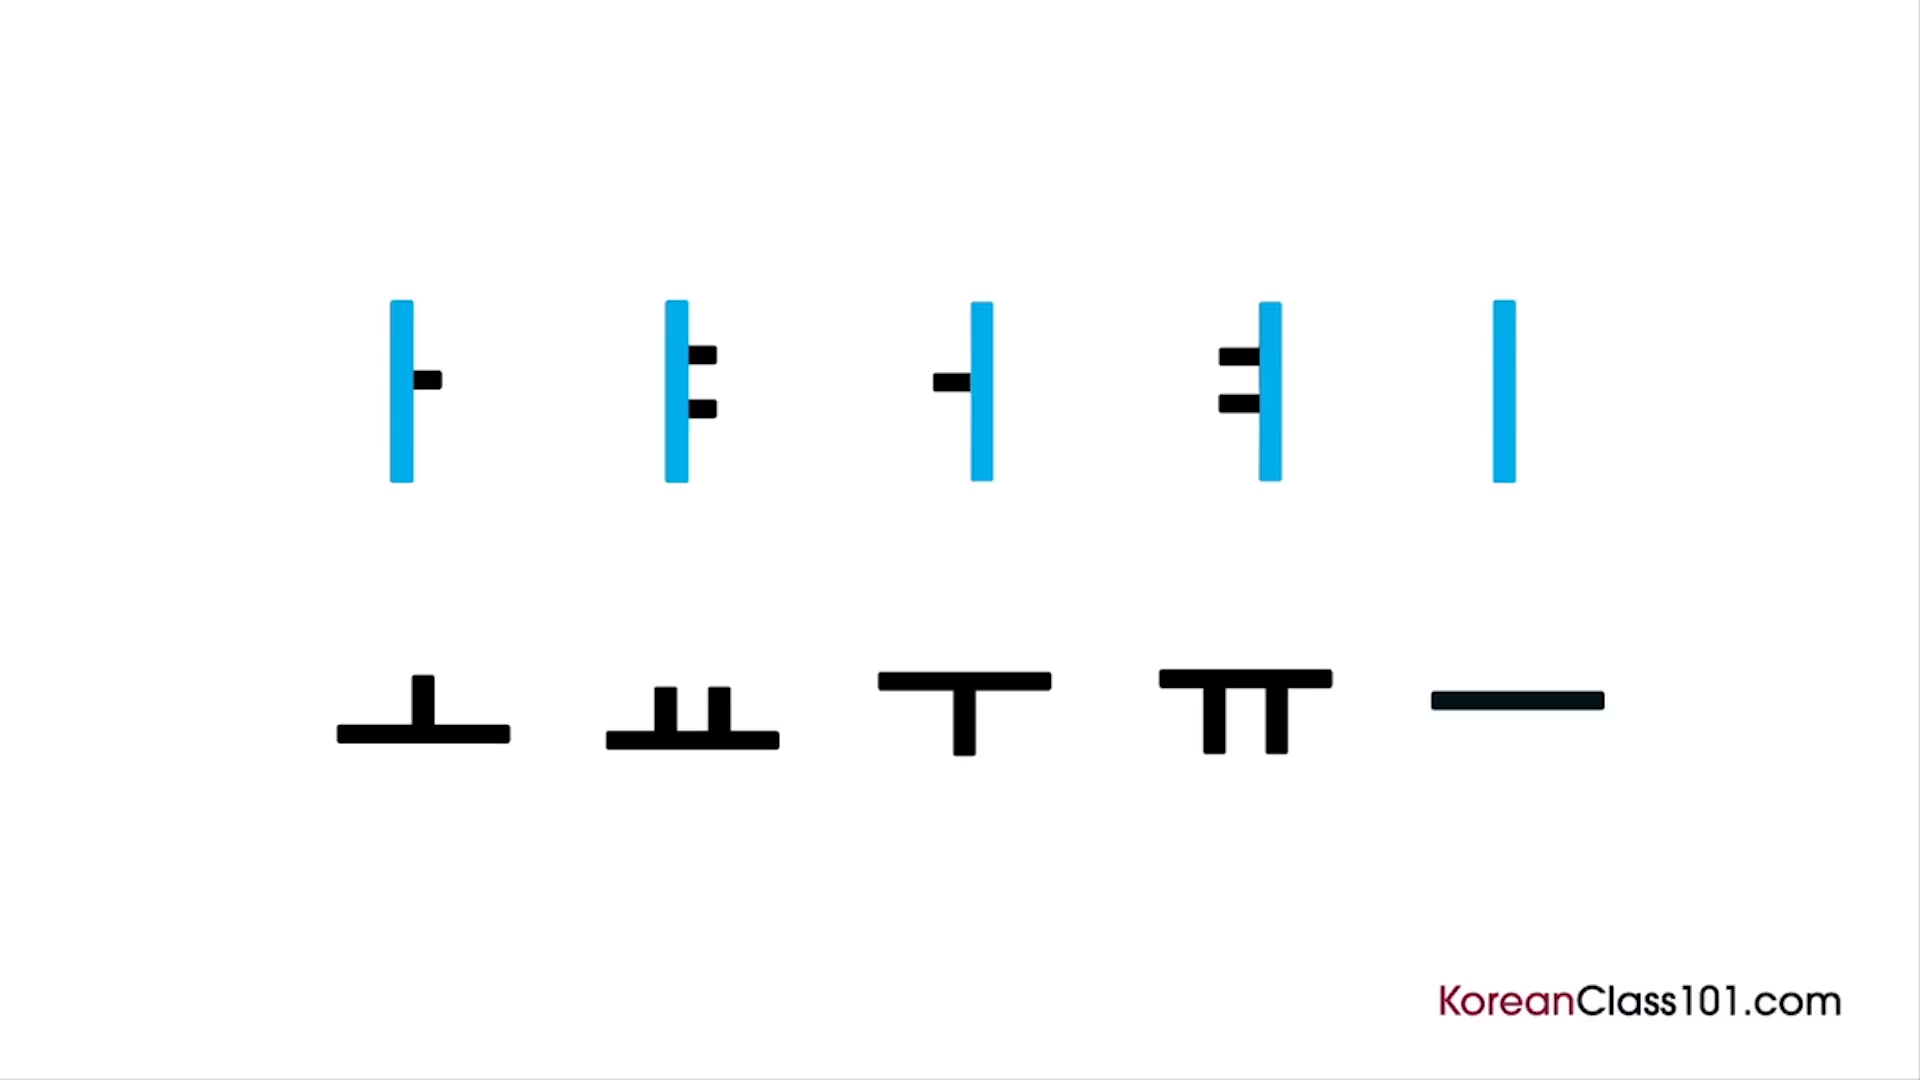 ㅏ ㅑ ㅓ ㅕ ㅣ
ㅗ ㅛ ㅜ ㅠ ㅡ
KoreanClass101.com